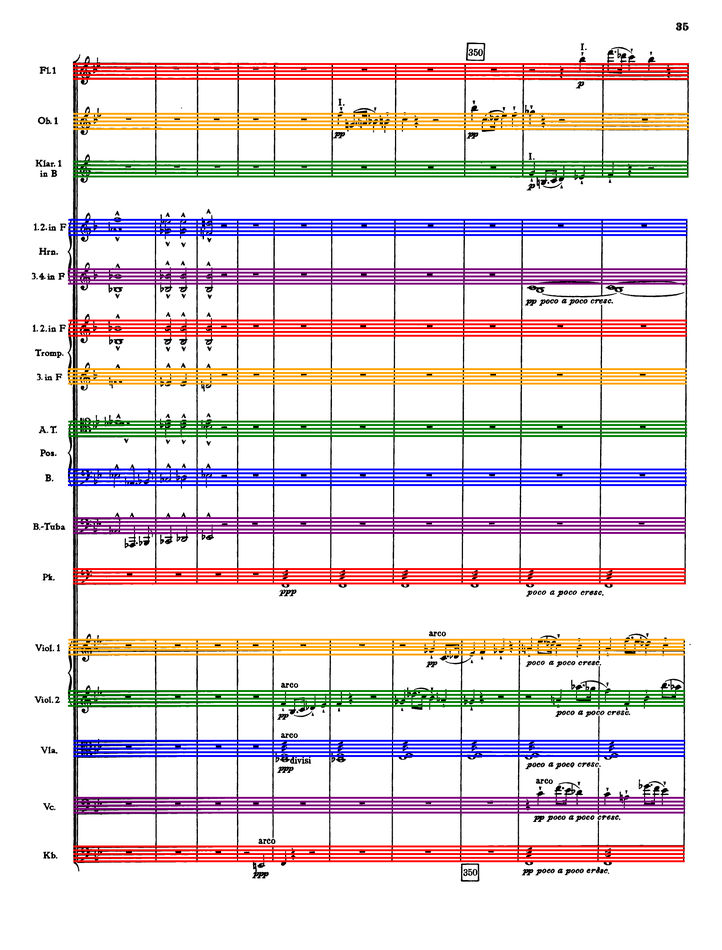 35
350
I.
Fl.1
p
I.
Ob.1
pp
pp
I.
Klar. 1
in B
p
1.2. in F
Hrn.
3.4. in F
pp poco a poco cresc.
1.2. in F
Tromp.
3. in F
A. T.
Pos.
B.
B.-Tuba
Pk.
ppp
poco a poco cresc.
arco
Viol. 1
pp
poco a poco cresc.
arco
Viol. 2
pp
poco a poco cresc.
arco
Vla.
divisi
ppp
poco a poco cresc.
arco
Vc.
pp poco a poco cresc.
arco
Kb.
ppp
350
pp poco a poco cresc.